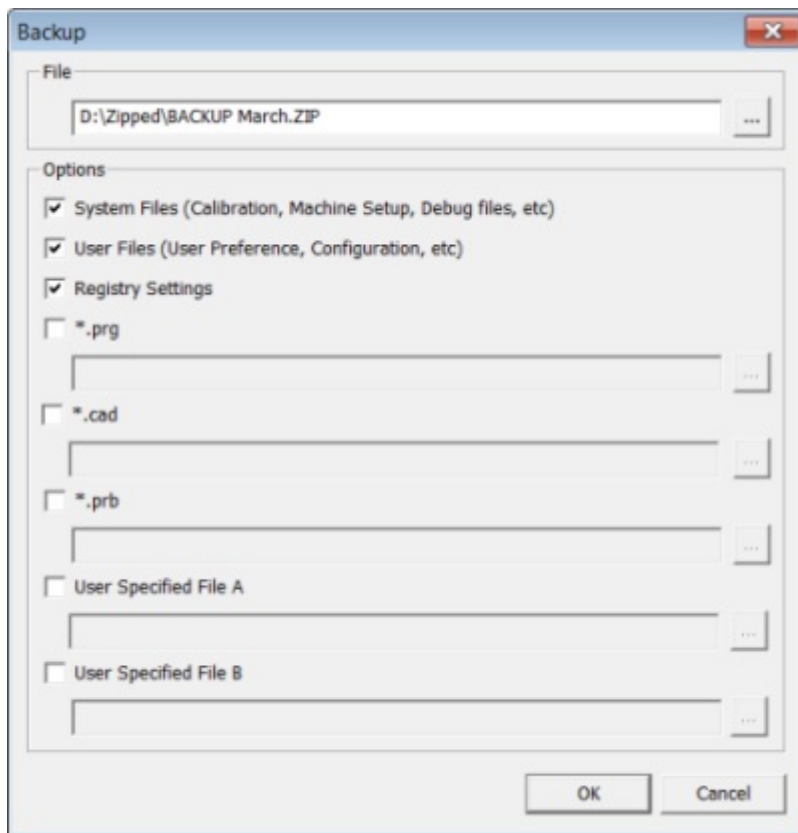 Backup
File
D:\Zipped\BACKUP March.ZIP
...
Options
System Files (Calibration, Machine Setup, Debug files, etc)
User Files (User Preference, Configuration, etc)
Registry Settings
*.prg
...
*.cad
...
*.prb
...
User Specified File A
...
User Specified File B
...
OK Cancel